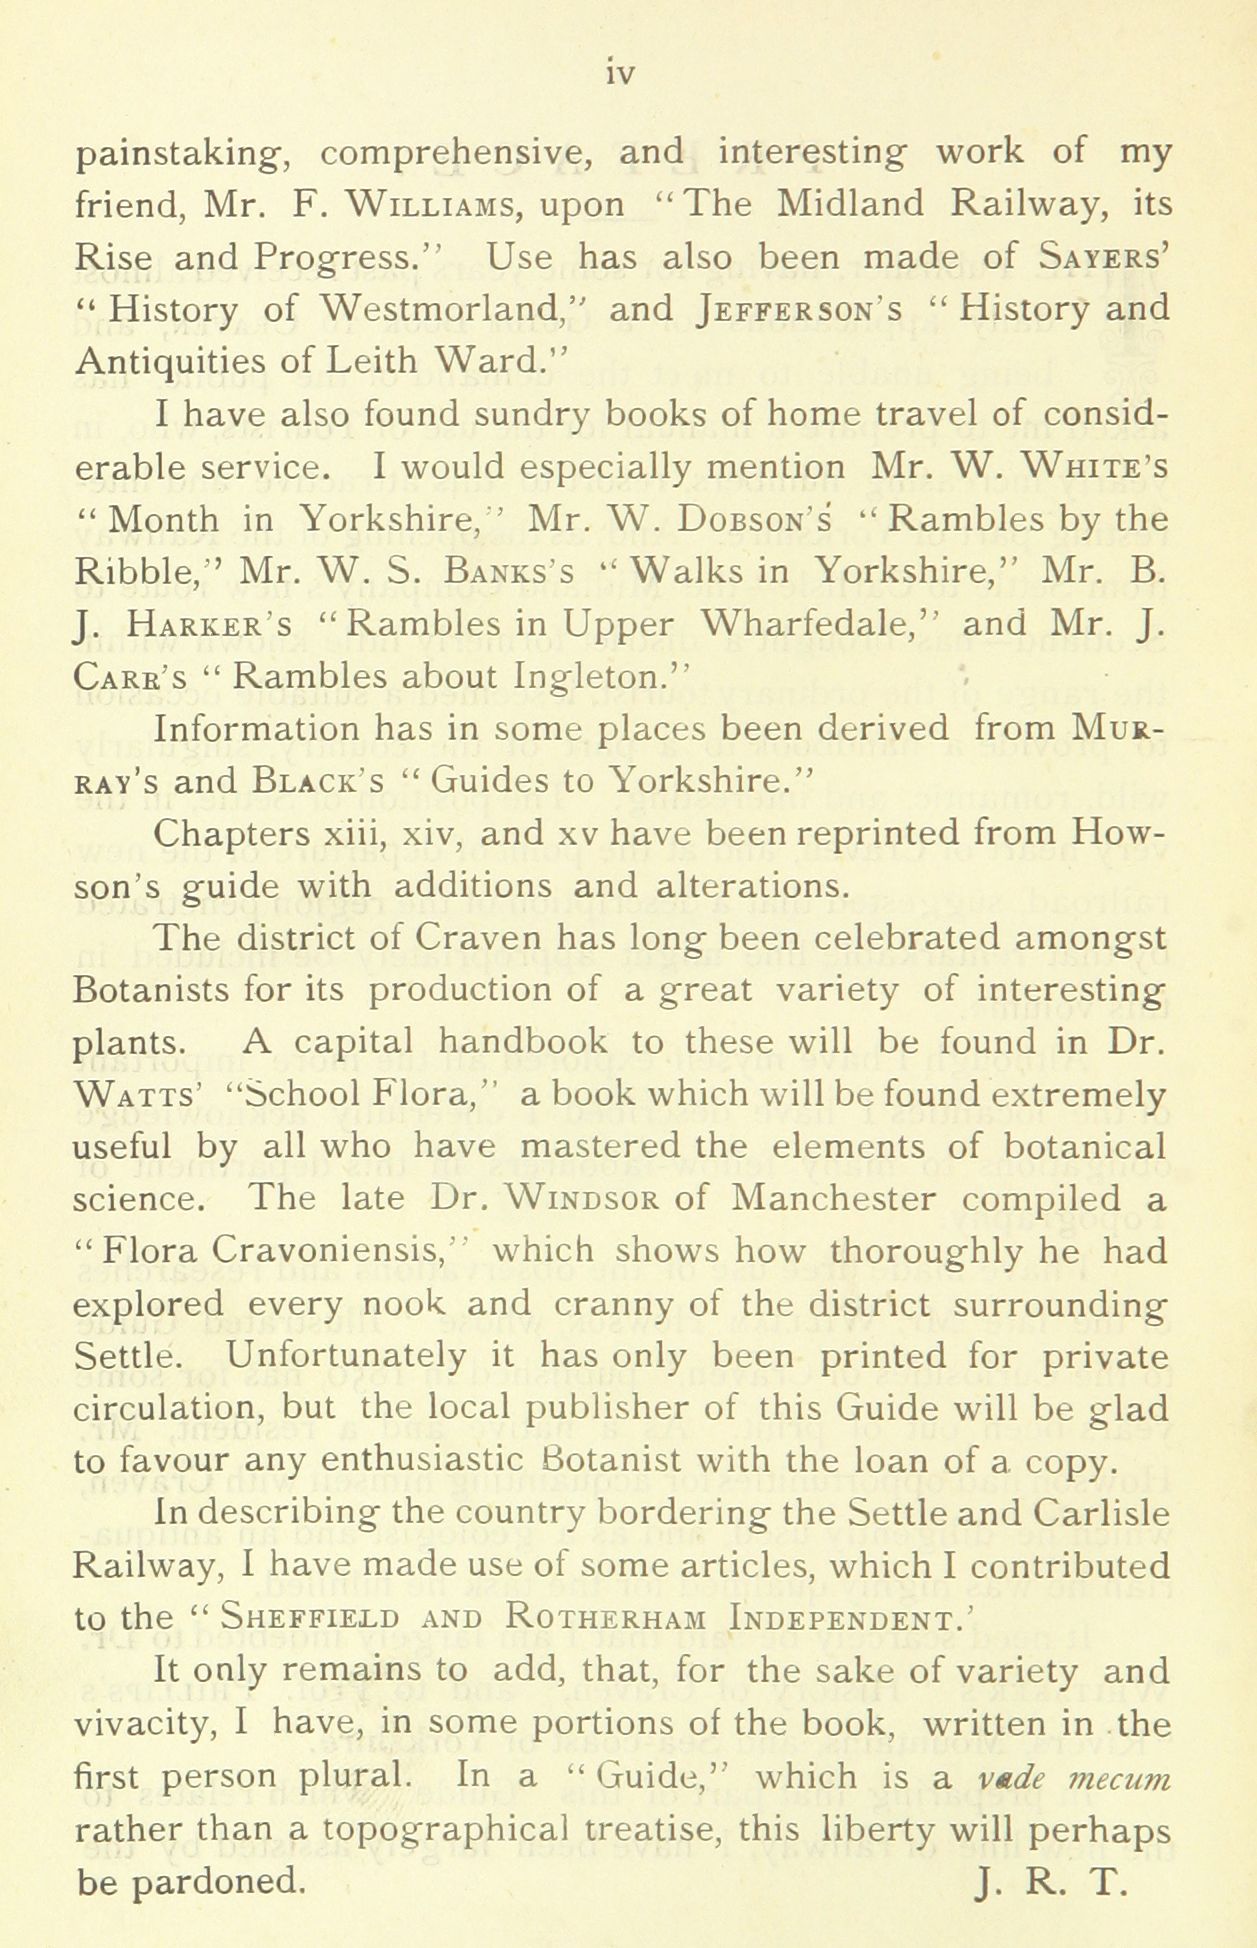 iv
painstaking, comprehensive, and interesting work of my
friend, Mr. F. WILLIAMS, upon "The Midland Railway, its
Rise and Progress." Use has also been made of SAYERS'
"History of Westmorland," and JEFFERSON'S "History and
Antiquities of Leith Ward."
I have also found sundry books of home travel of consid-
erable service. I would especially mention Mr. W. WHITE'S
"Month in Yorkshire," Mr. W. DOBSON'S "Rambles by the
Ribble," Mr. W. S. BANKS'S "Walks in Yorkshire," Mr. B.
J. HARKER'S "Rambles in Upper Wharfedale," and Mr. J.
CARR'S "Rambles about Ingleton."
Information has in some places been derived from MUR-
RAY'S and BLACK'S "Guides to Yorkshire."
Chapters xiii, xiv, and xv have been reprinted from How-
son's guide with additions and alterations.
The district of Craven has long been celebrated amongst
Botanists for its production of a great variety of interesting
plants. A capital handbook to these will be found in Dr.
WATTS' "School Flora," a book which will be found extremely
useful by all who have mastered the elements of botanical
science. The late Dr. WINDSOR of Manchester compiled a
"Flora Cravoniensis," which shows how thoroughly he had
explored every nook and cranny of the district surrounding
Settle. Unfortunately it has only been printed for private
circulation, but the local publisher of this Guide will be glad
to favour any enthusiastic Botanist with the loan of a copy.
In describing the country bordering the Settle and Carlisle
Railway, I have made use of some articles, which I contributed
to the "SHEFFIELD AND ROTHERHAM INDEPENDENT.'
It only remains to add, that, for the sake of variety and
vivacity, I have, in some portions of the book, written in the
first person plural. In a "Guide," which is a vade mecum
rather than a topographical treatise, this liberty will perhaps
be pardoned. J. R. T.